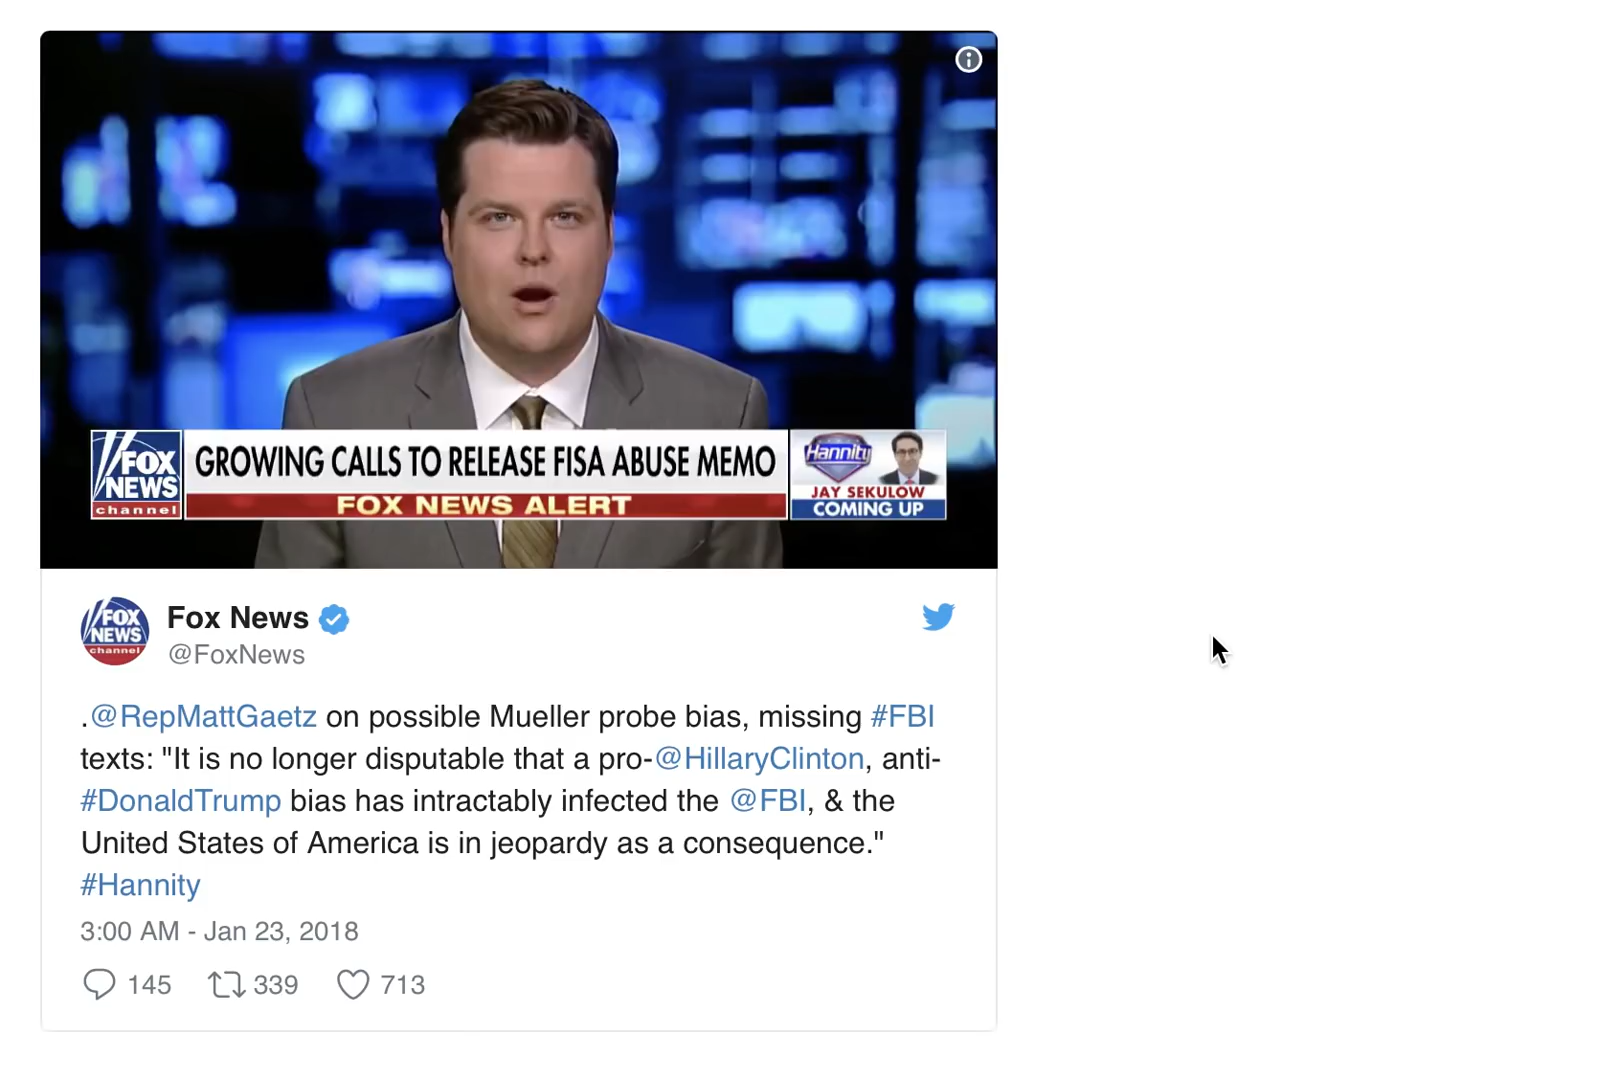 FOX
NEWS
channel
GROWING CALLS TO RELEASE FISA ABUSE MEMO
FOX NEWS ALERT
Hannity
JAY SEKULOW
COMING UP
FOX
NEWS
channel
Fox News
@FoxNews
.@RepMattGaetz on possible Mueller probe bias, missing #FBI
texts: "It is no longer disputable that a pro-@HillaryClinton, anti-
#DonaldTrump bias has intractably infected the @FBI, & the
United States of America is in jeopardy as a consequence."
#Hannity
3:00 AM - Jan 23, 2018
145 339 713